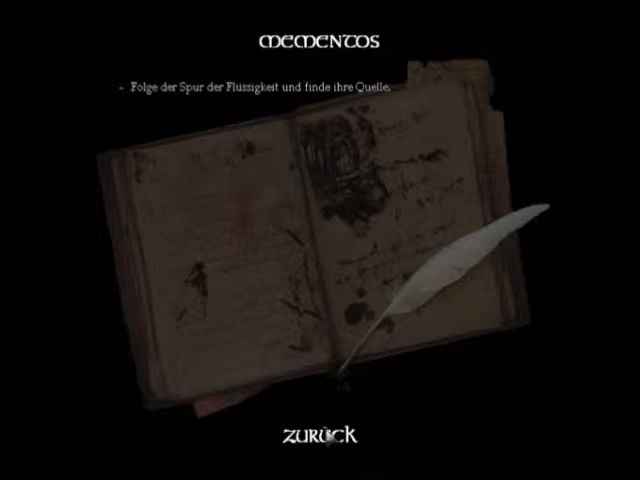 MEMENTOS
- Folge der Spur der Flüssigkeit und finde ihre Quelle.
ZURÜCK